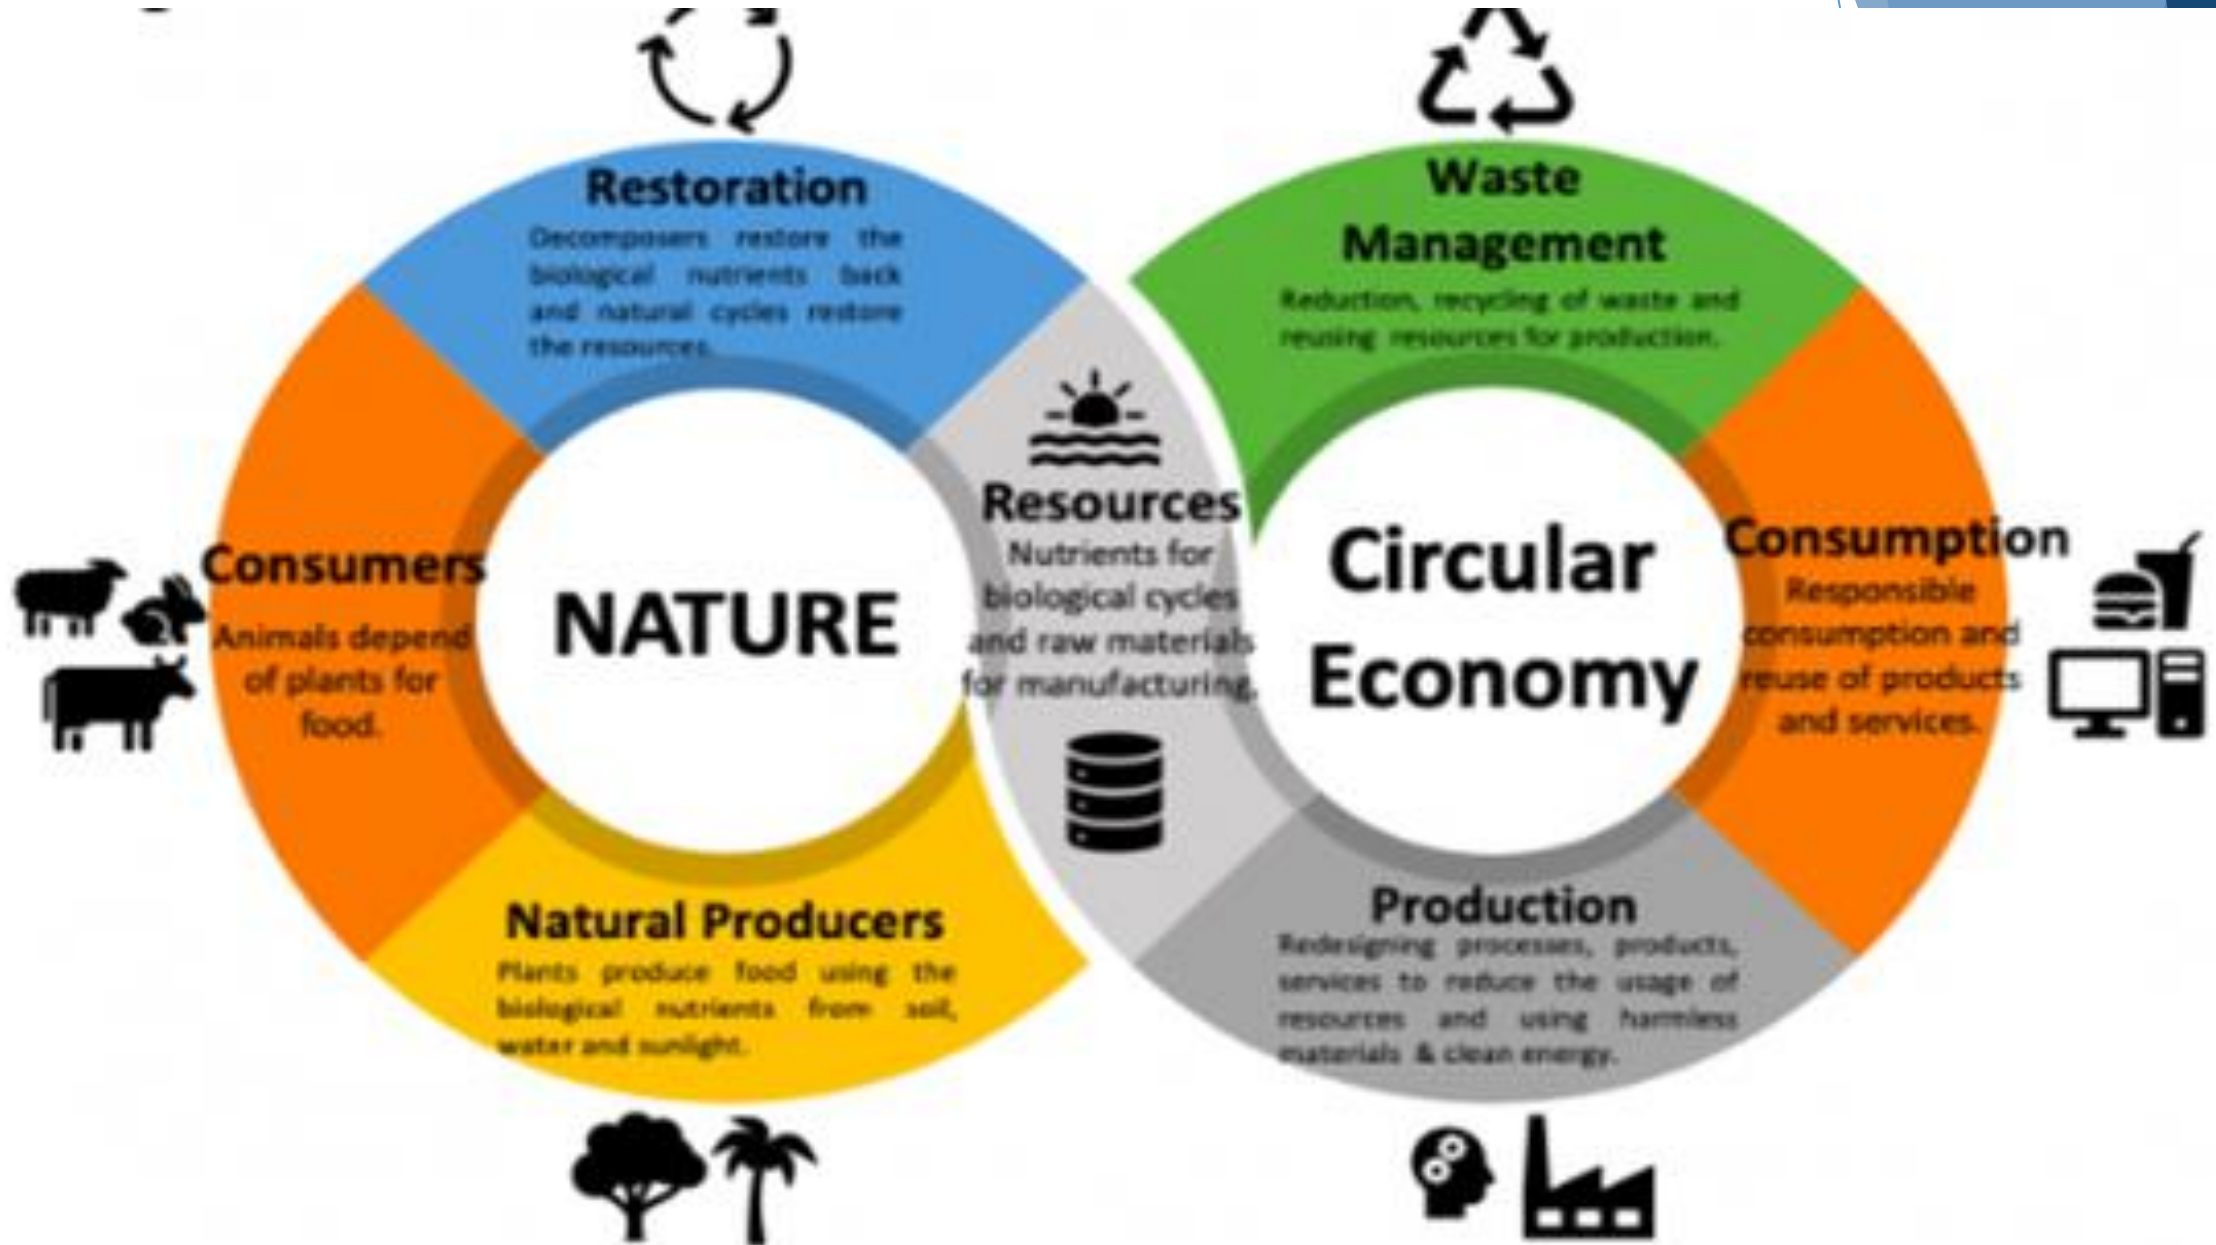 Restoration
Decomposers restore the
biological nutrients back
and natural cycles restore
the resources.
Consumers
Animals depend
of plants for
food.
NATURE
Natural Producers
Plants produce food using the
biological nutrients from soil,
water and sunlight.
Resources
Nutrients for
biological cycles
and raw materials
for manufacturing,
Waste
Management
Reduction, recycling of waste and
reusing resources for production.
Circular
Economy
Consumption
Responsible
consumption and
reuse of products
and services.
Production
Redesigning processes, products,
services to reduce the usage of
resources and using harmless
materials & clean energy.